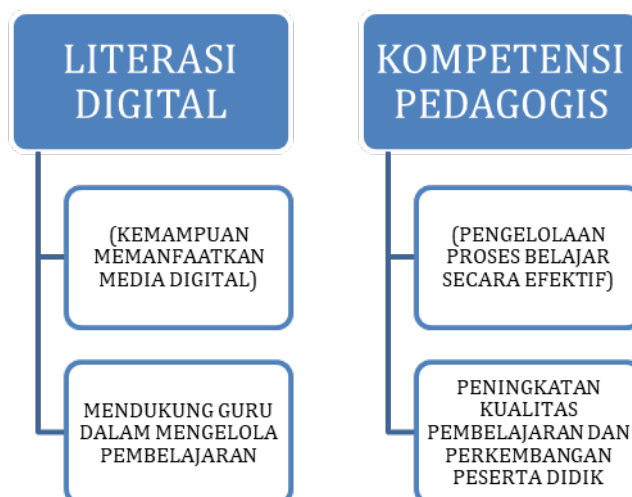 LITERASI
DIGITAL
(KEMAMPUAN
MEMANFAATKAN
MEDIA DIGITAL)
MENDUKUNG GURU
DALAM MENGELOLA
PEMBELAJARAN
KOMPETENSI
PEDAGOGIS
(PENGELOLAAN
PROSES BELAJAR
SECARA EFEKTIF)
PENINGKATAN
KUALITAS
PEMBELAJARAN DAN
PERKEMBANGAN
PESERTA DIDIK